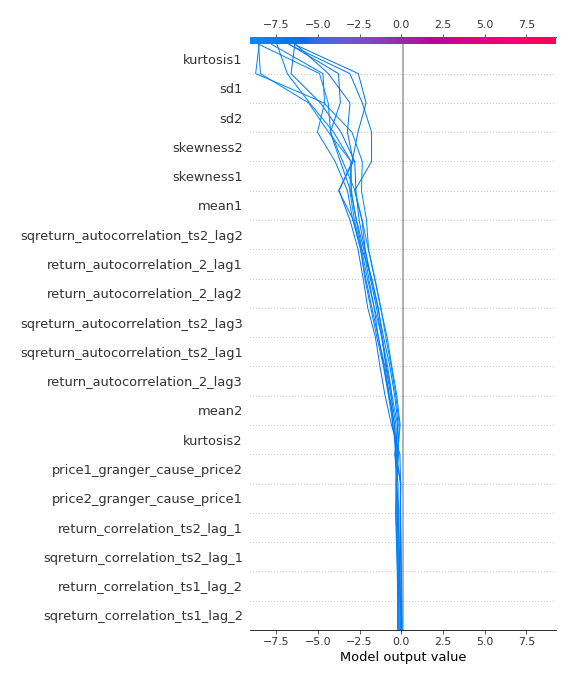 −7.5 −5.0 −2.5 0.0 2.5 5.0 7.5
kurtosis1
sd1
sd2
skewness2
skewness1
mean1
sqreturn_autocorrelation_ts2_lag2
return_autocorrelation_2_lag1
return_autocorrelation_2_lag2
sqreturn_autocorrelation_ts2_lag3
sqreturn_autocorrelation_ts2_lag1
return_autocorrelation_2_lag3
mean2
kurtosis2
price1_granger_cause_price2
price2_granger_cause_price1
return_correlation_ts2_lag_1
sqreturn_correlation_ts2_lag_1
return_correlation_ts1_lag_2
sqreturn_correlation_ts1_lag_2
−7.5 −5.0 −2.5 0.0 2.5 5.0 7.5
Model output value